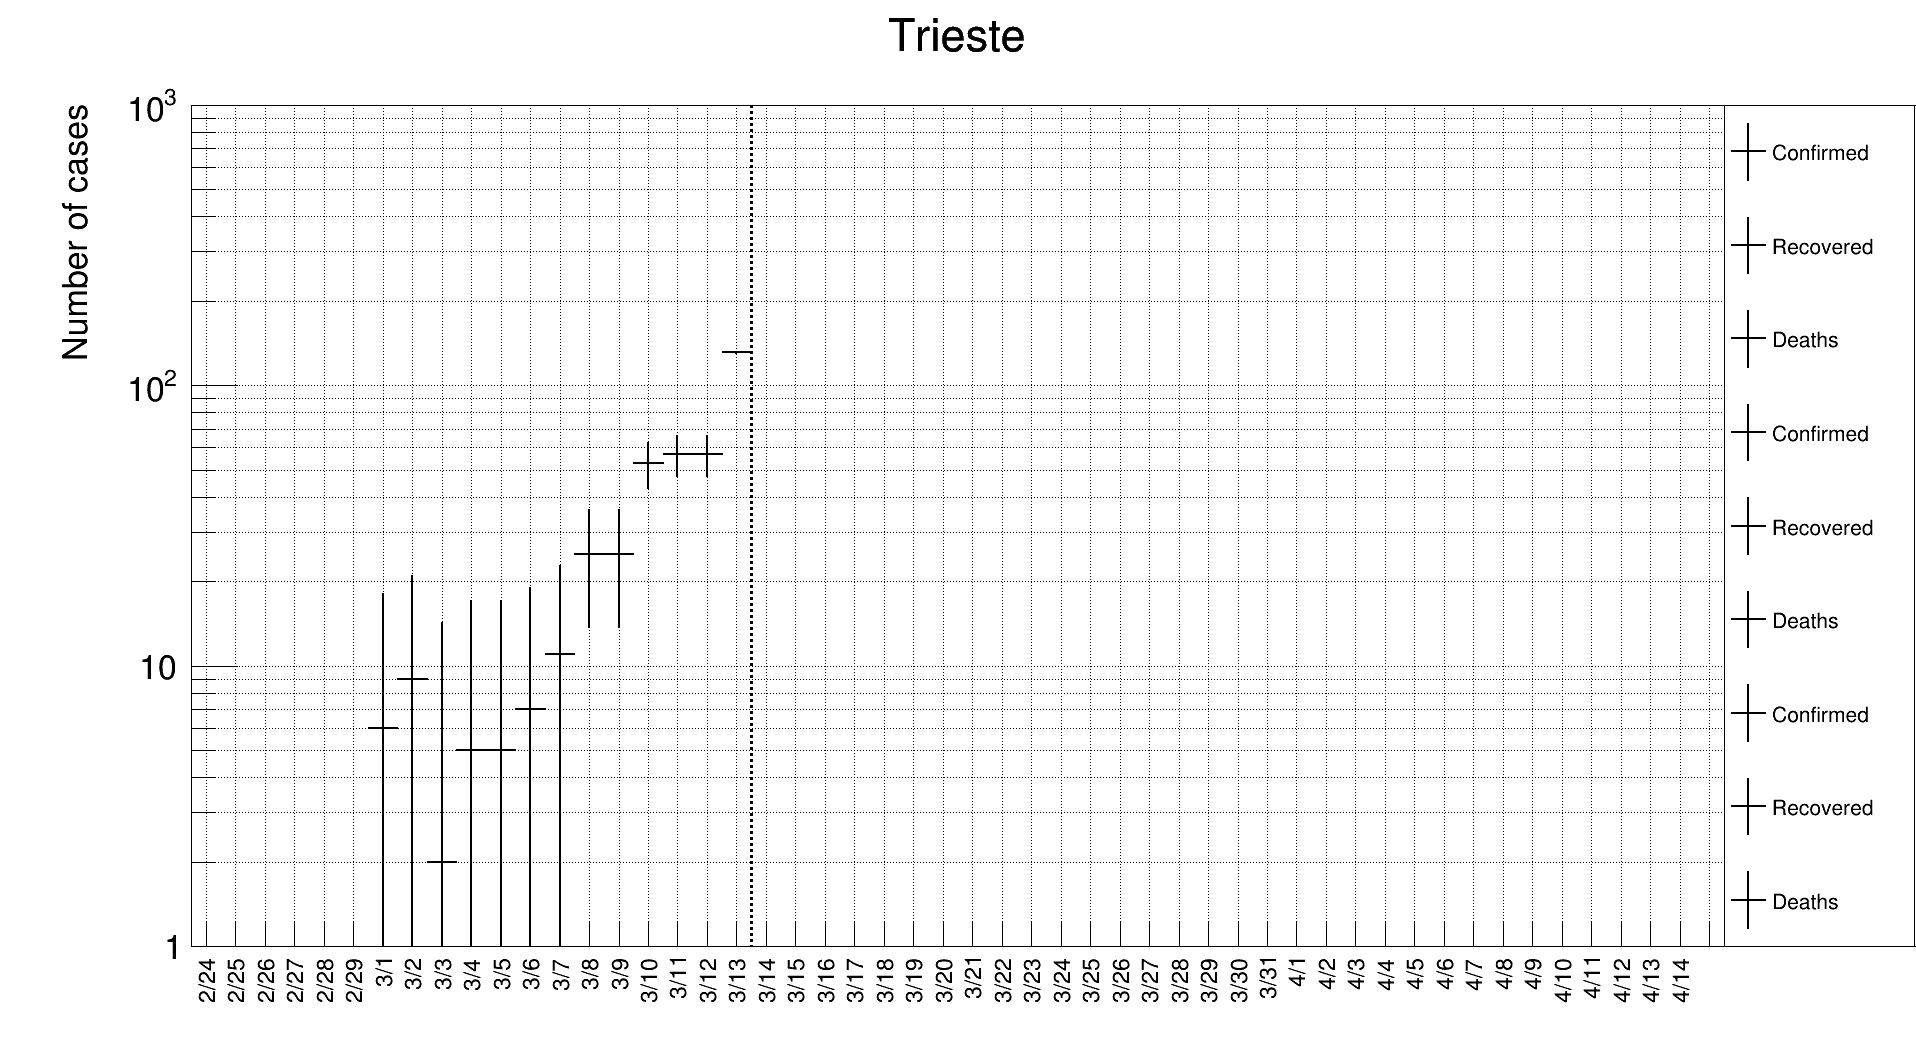 Trieste
Number of cases
10³
10²
10
1
2/24 2/25 2/26 2/27 2/28 2/29 3/1 3/2 3/3 3/4 3/5 3/6 3/7 3/8 3/9 3/10 3/11 3/12 3/13 3/14 3/15 3/16 3/17 3/18 3/19 3/20 3/21 3/22 3/23 3/24 3/25 3/26 3/27 3/28 3/29 3/30 3/31 4/1 4/2 4/3 4/4 4/5 4/6 4/7 4/8 4/9 4/10 4/11 4/12 4/13 4/14
Confirmed
Recovered
Deaths
Confirmed
Recovered
Deaths
Confirmed
Recovered
Deaths